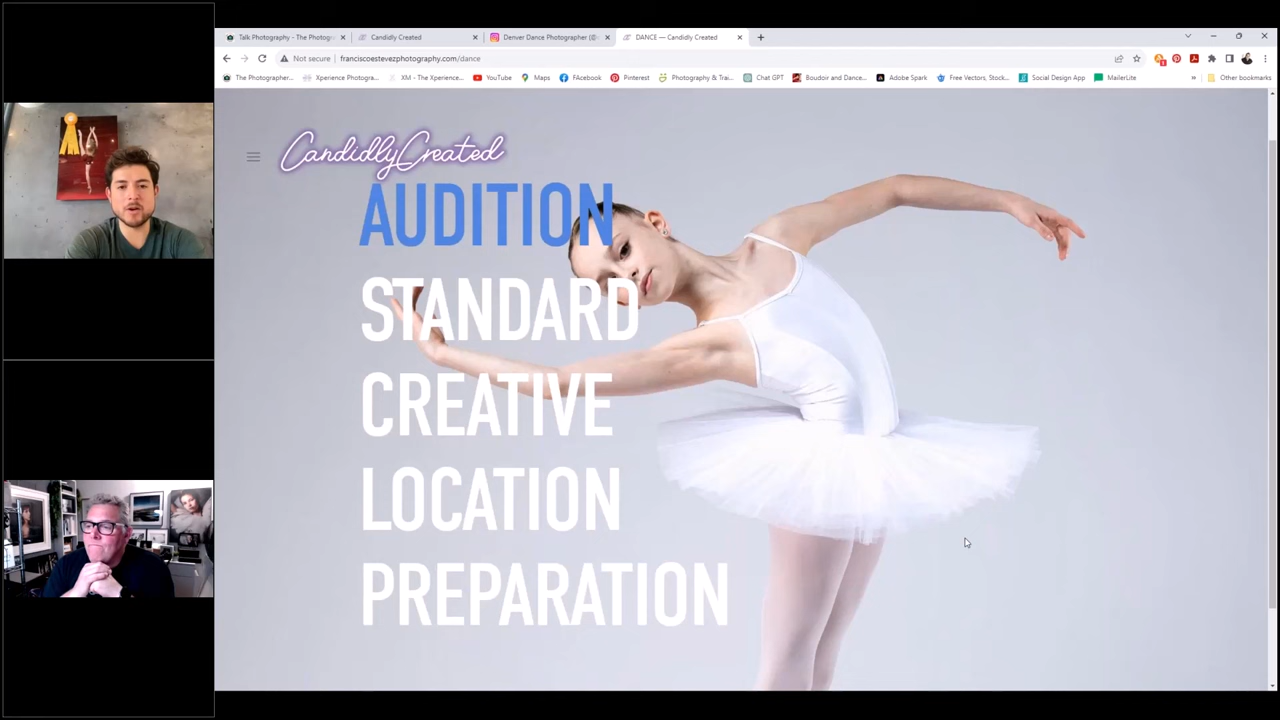 Talk Photography - The Photogr
Candidly Created
Denver Dance Photographer (@
DANCE — Candidly Created
Not secure
franciscoestevezphotography.com/dance
The Photographer...
Xperience Photogra...
XM - The Xperience...
YouTube
Maps
FAcebook
Pinterest
Photography & Trai...
Chat GPT
Boudoir and Dance...
Adobe Spark
Free Vectors, Stock...
Social Design App
MailerLite
»
Other bookmarks
CandidlyCreated
AUDITION
STANDARD
CREATIVE
LOCATION
PREPARATION